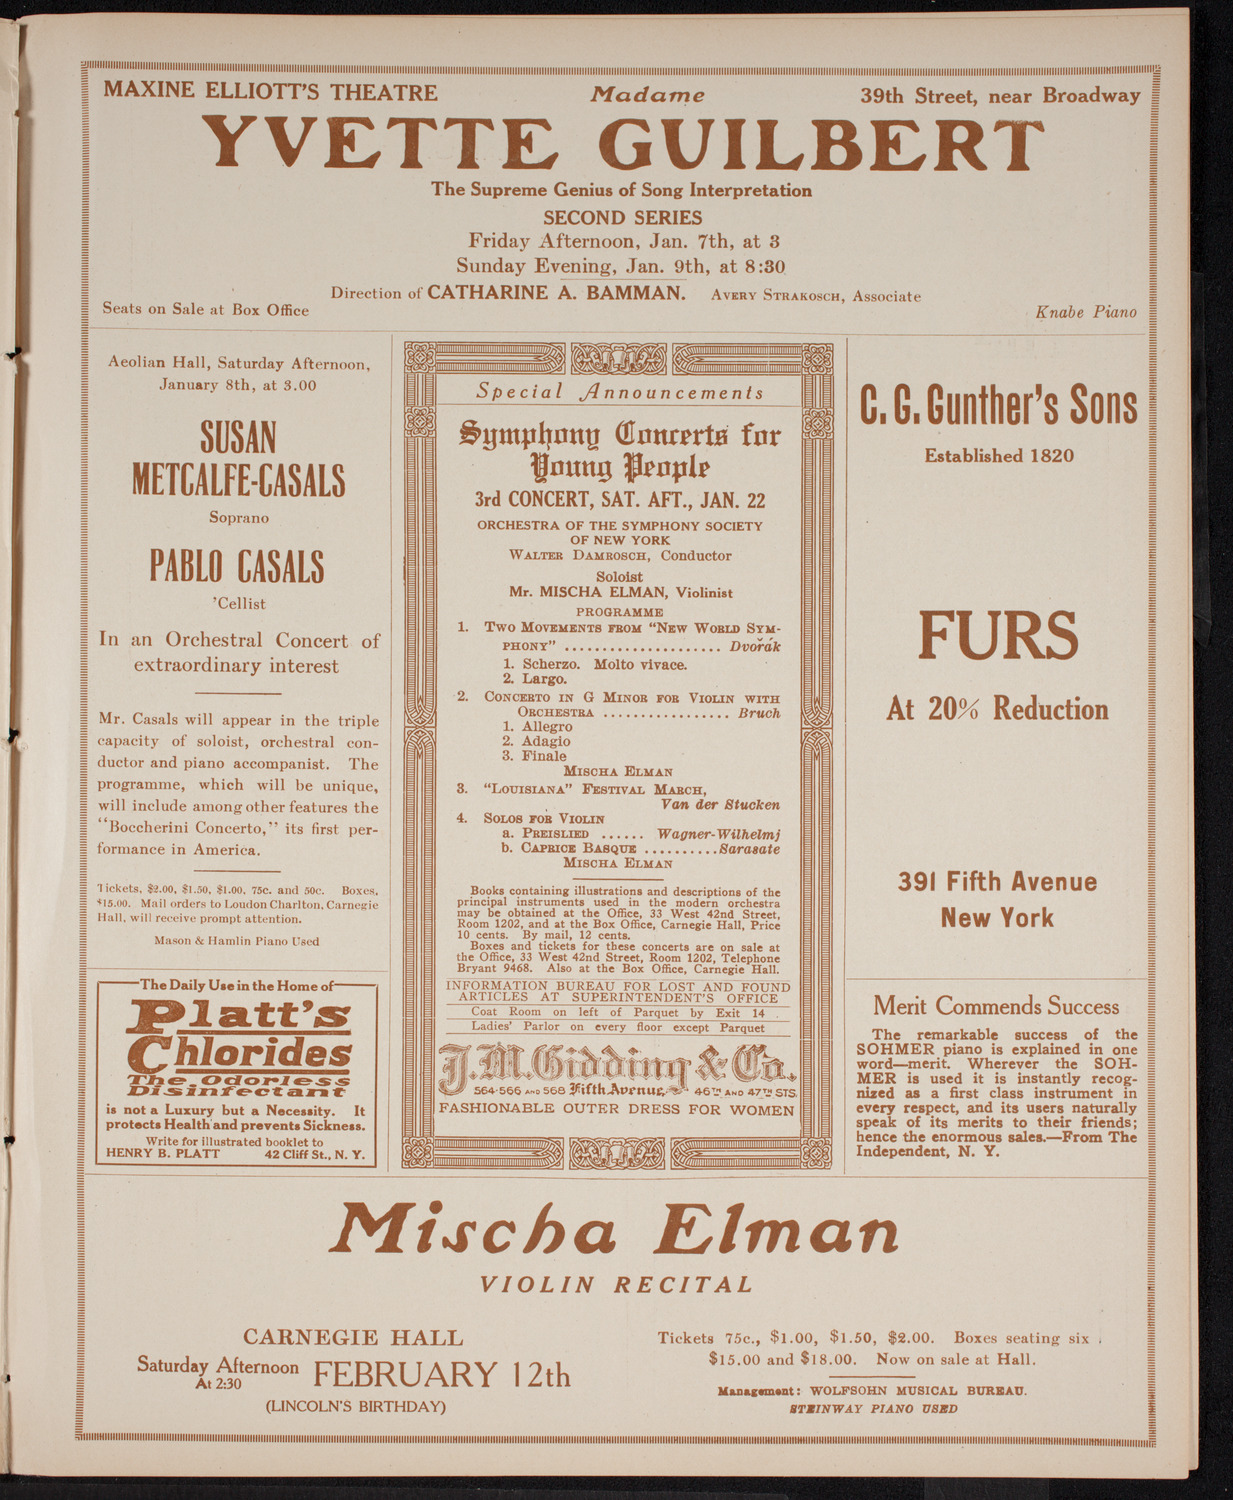 MAXINE ELLIOTT'S THEATRE
Madame
39th Street, near Broadway
YVETTE GUILBERT
The Supreme Genius of Song Interpretation
SECOND SERIES
Friday Afternoon, Jan. 7th, at 3
Sunday Evening, Jan. 9th, at 8:30
Direction of CATHARINE A. BAMMAN. AVERY STRAKOSCH, Associate
Seats on Sale at Box Office
Knabe Piano
Aeolian Hall, Saturday Afternoon,
January 8th, at 3.00
SUSAN
METCALFE-CASALS
Soprano
PABLO CASALS
'Cellist
In an Orchestral Concert of
extraordinary interest
Mr. Casals will appear in the triple
capacity of soloist, orchestral con-
ductor and piano accompanist. The
programme, which will be unique,
will include among other features the
"Boccherini Concerto," its first per-
formance in America.
Tickets, $2.00, $1.50, $1.00, 75c. and 50c. Boxes,
$15.00. Mail orders to Loudon Charlton, Carnegie
Hall, will receive prompt attention.
Mason & Hamlin Piano Used
The Daily Use in the Home of
Platt's
Chlorides
The Odorless
Disinfectant
is not a Luxury but a Necessity. It
protects Health and prevents Sickness.
Write for illustrated booklet to
HENRY B. PLATT 42 Cliff St., N. Y.
Special Announcements
Symphony Concerts for
Young People
3rd CONCERT, SAT. AFT., JAN. 22
ORCHESTRA OF THE SYMPHONY SOCIETY
OF NEW YORK
WALTER DAMROSCH, Conductor
Soloist
Mr. MISCHA ELMAN, Violinist
PROGRAMME
1. TWO MOVEMENTS FROM "NEW WORLD SYM-
PHONY" ..................... Dvořák
1. Scherzo. Molto vivace.
2. Largo.
2. CONCERTO IN G MINOR FOR VIOLIN WITH
ORCHESTRA ................. Bruch
1. Allegro
2. Adagio
3. Finale
MISCHA ELMAN
3. "LOUISIANA" FESTIVAL MARCH,
Van der Stucken
4. SOLOS FOR VIOLIN
a. PREISLIED ...... Wagner-Wilhelmj
b. CAPRICE BASQUE ..........Sarasate
MISCHA ELMAN
Books containing illustrations and descriptions of the
principal instruments used in the modern orchestra
may be obtained at the Office, 33 West 42nd Street,
Room 1202, and at the Box Office, Carnegie Hall, Price
10 cents. By mail, 12 cents.
Boxes and tickets for these concerts are on sale at
the Office, 33 West 42nd Street, Room 1202, Telephone
Bryant 9468. Also at the Box Office, Carnegie Hall.
INFORMATION BUREAU FOR LOST AND FOUND
ARTICLES AT SUPERINTENDENT'S OFFICE
Coat Room on left of Parquet by Exit 14
Ladies' Parlor on every floor except Parquet
J.M. Gidding & Co.
564-566 AND 568 Fifth Avenue, 46TH AND 47TH STS.
FASHIONABLE OUTER DRESS FOR WOMEN
C. G. Gunther's Sons
Established 1820
FURS
At 20% Reduction
391 Fifth Avenue
New York
Merit Commends Success
The remarkable success of the
SOHMER piano is explained in one
word—merit. Wherever the SOH-
MER is used it is instantly recog-
nized as a first class instrument in
every respect, and its users naturally
speak of its merits to their friends;
hence the enormous sales.—From The
Independent, N. Y.
Mischa Elman
VIOLIN RECITAL
CARNEGIE HALL
Saturday Afternoon
At 2:30
FEBRUARY 12th
(LINCOLN'S BIRTHDAY)
Tickets 75c., $1.00, $1.50, $2.00. Boxes seating six
$15.00 and $18.00. Now on sale at Hall.
Management: WOLFSOHN MUSICAL BUREAU.
STEINWAY PIANO USED